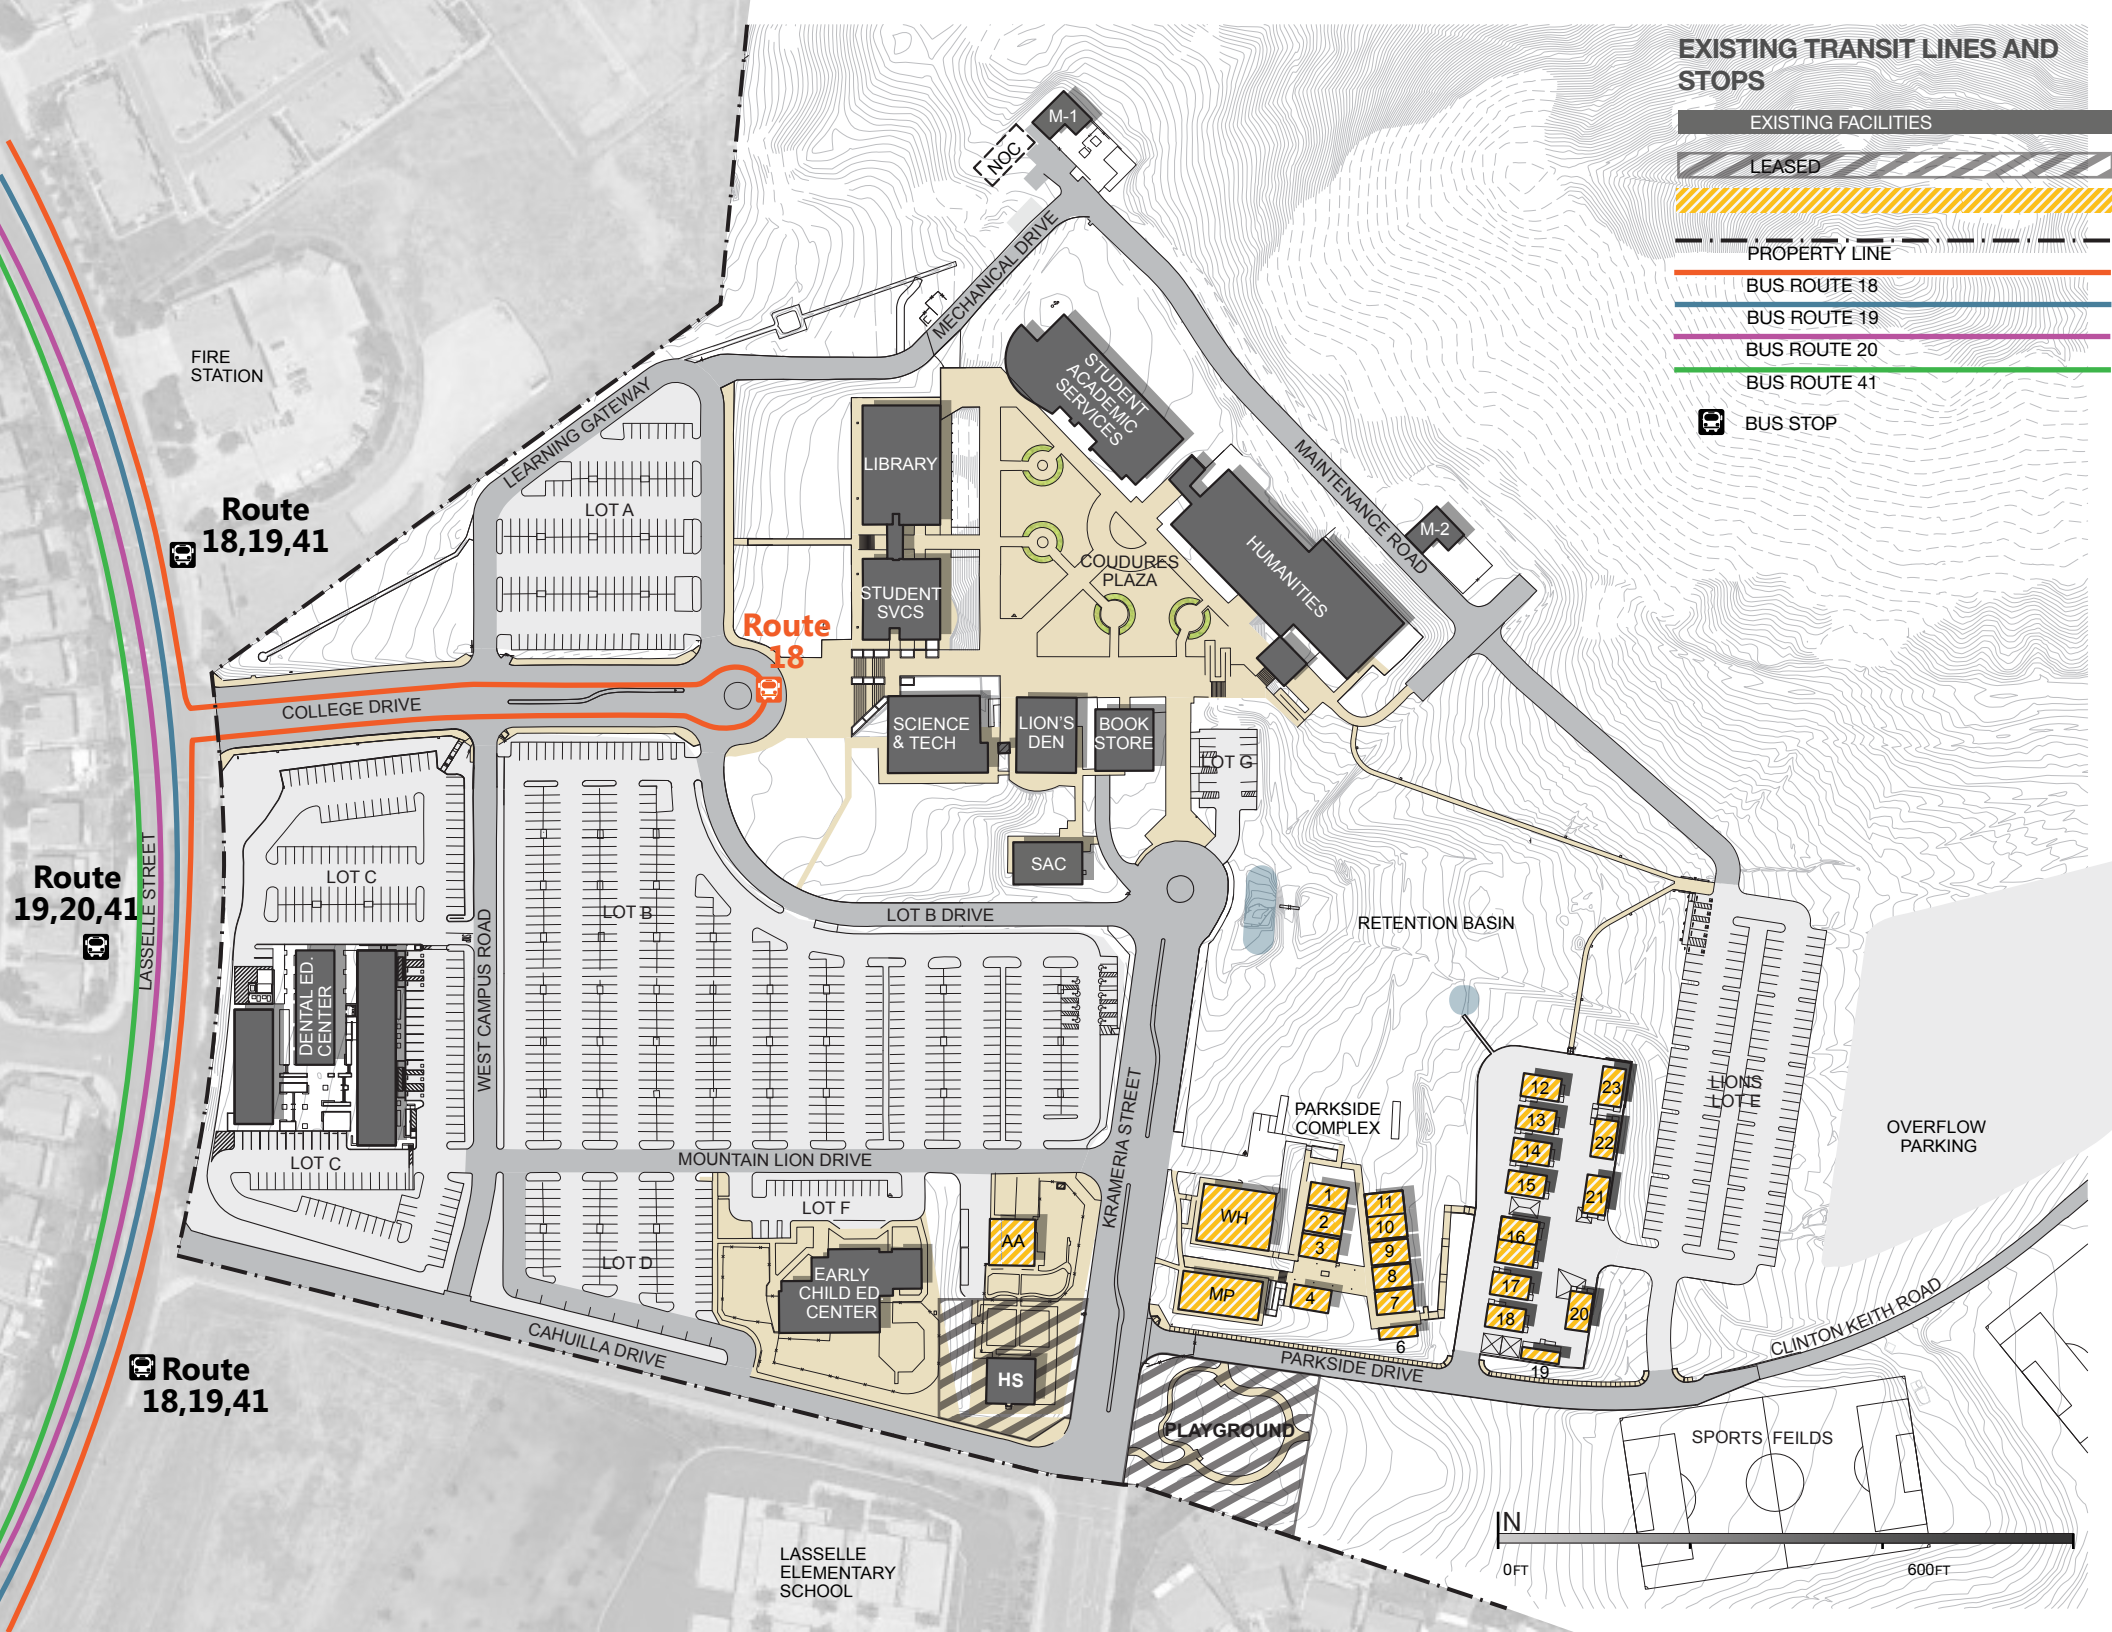 EXISTING TRANSIT LINES AND
STOPS
EXISTING FACILITIES
LEASED
PROPERTY LINE
BUS ROUTE 18
BUS ROUTE 19
BUS ROUTE 20
BUS ROUTE 41
BUS STOP
M-1
NOC
MECHANICAL DRIVE
FIRE
STATION
LEARNING GATEWAY
STUDENT
ACADEMIC
SERVICES
LIBRARY
MAINTENANCE ROAD
M-2
Route
18,19,41
LOT A
HUMANITIES
COUDURES
PLAZA
STUDENT
SVCS
Route
18
COLLEGE DRIVE
SCIENCE
& TECH
LION'S
DEN
BOOK
STORE
LOT G
LASSELLE STREET
LOT C
Route
19,20,41
SAC
LOT B
LOT B DRIVE
RETENTION BASIN
DENTAL ED.
CENTER
WEST CAMPUS ROAD
KRAMERIA STREET
PARKSIDE
COMPLEX
12
13
14
15
16
17
18
19
20
21
22
23
LIONS
LOT E
OVERFLOW
PARKING
LOT C
MOUNTAIN LION DRIVE
LOT F
WH
MP
1
2
3
4
11
10
9
8
7
6
AA
LOT D
EARLY
CHILD ED
CENTER
HS
CAHUILLA DRIVE
PARKSIDE DRIVE
CLINTON KEITH ROAD
Route
18,19,41
PLAYGROUND
SPORTS FEILDS
N
0FT
600FT
LASSELLE
ELEMENTARY
SCHOOL